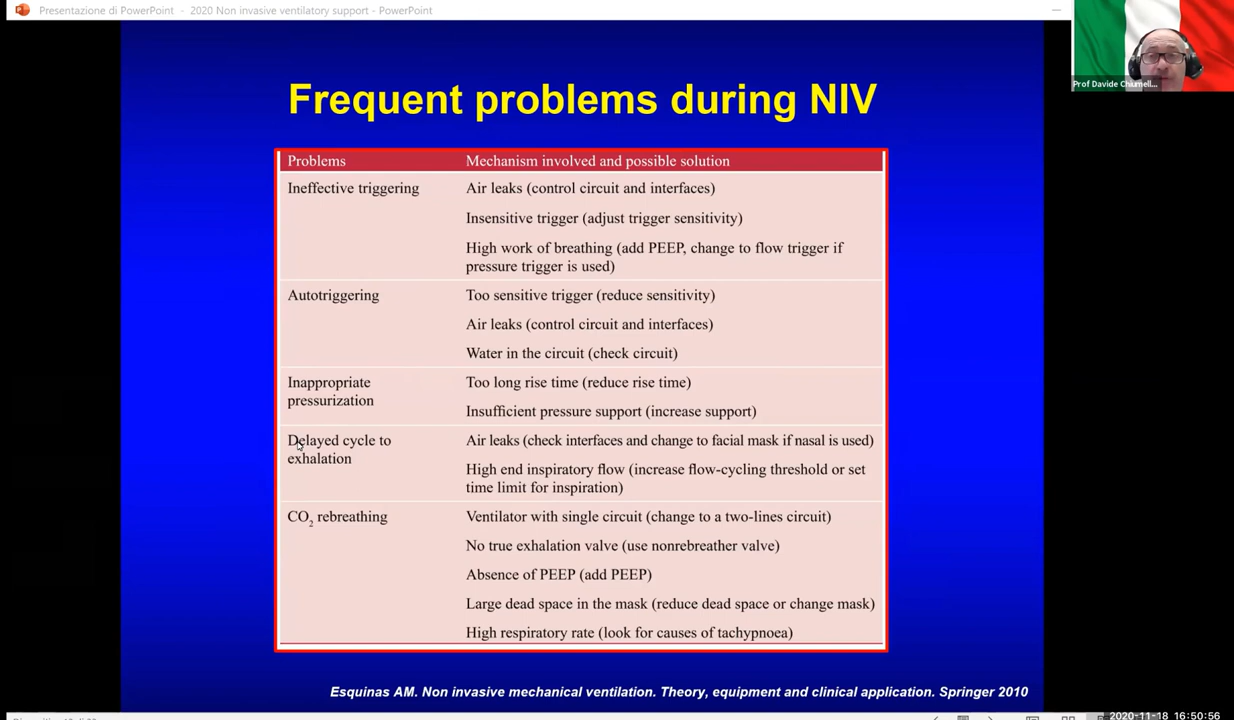 Presentazione di PowerPoint - 2020 Non invasive ventilatory support - PowerPoint
Prof Davide Chiumell...
Frequent problems during NIV
Problems Mechanism involved and possible solution
Ineffective triggering Air leaks (control circuit and interfaces)
Insensitive trigger (adjust trigger sensitivity)
High work of breathing (add PEEP, change to flow trigger if
pressure trigger is used)
Autotriggering Too sensitive trigger (reduce sensitivity)
Air leaks (control circuit and interfaces)
Water in the circuit (check circuit)
Inappropriate Too long rise time (reduce rise time)
pressurization Insufficient pressure support (increase support)
Delayed cycle to Air leaks (check interfaces and change to facial mask if nasal is used)
exhalation High end inspiratory flow (increase flow-cycling threshold or set
time limit for inspiration)
CO2 rebreathing Ventilator with single circuit (change to a two-lines circuit)
No true exhalation valve (use nonrebreather valve)
Absence of PEEP (add PEEP)
Large dead space in the mask (reduce dead space or change mask)
High respiratory rate (look for causes of tachypnoea)
Esquinas AM. Non invasive mechanical ventilation. Theory, equipment and clinical application. Springer 2010
2020-11-18 16:50:56